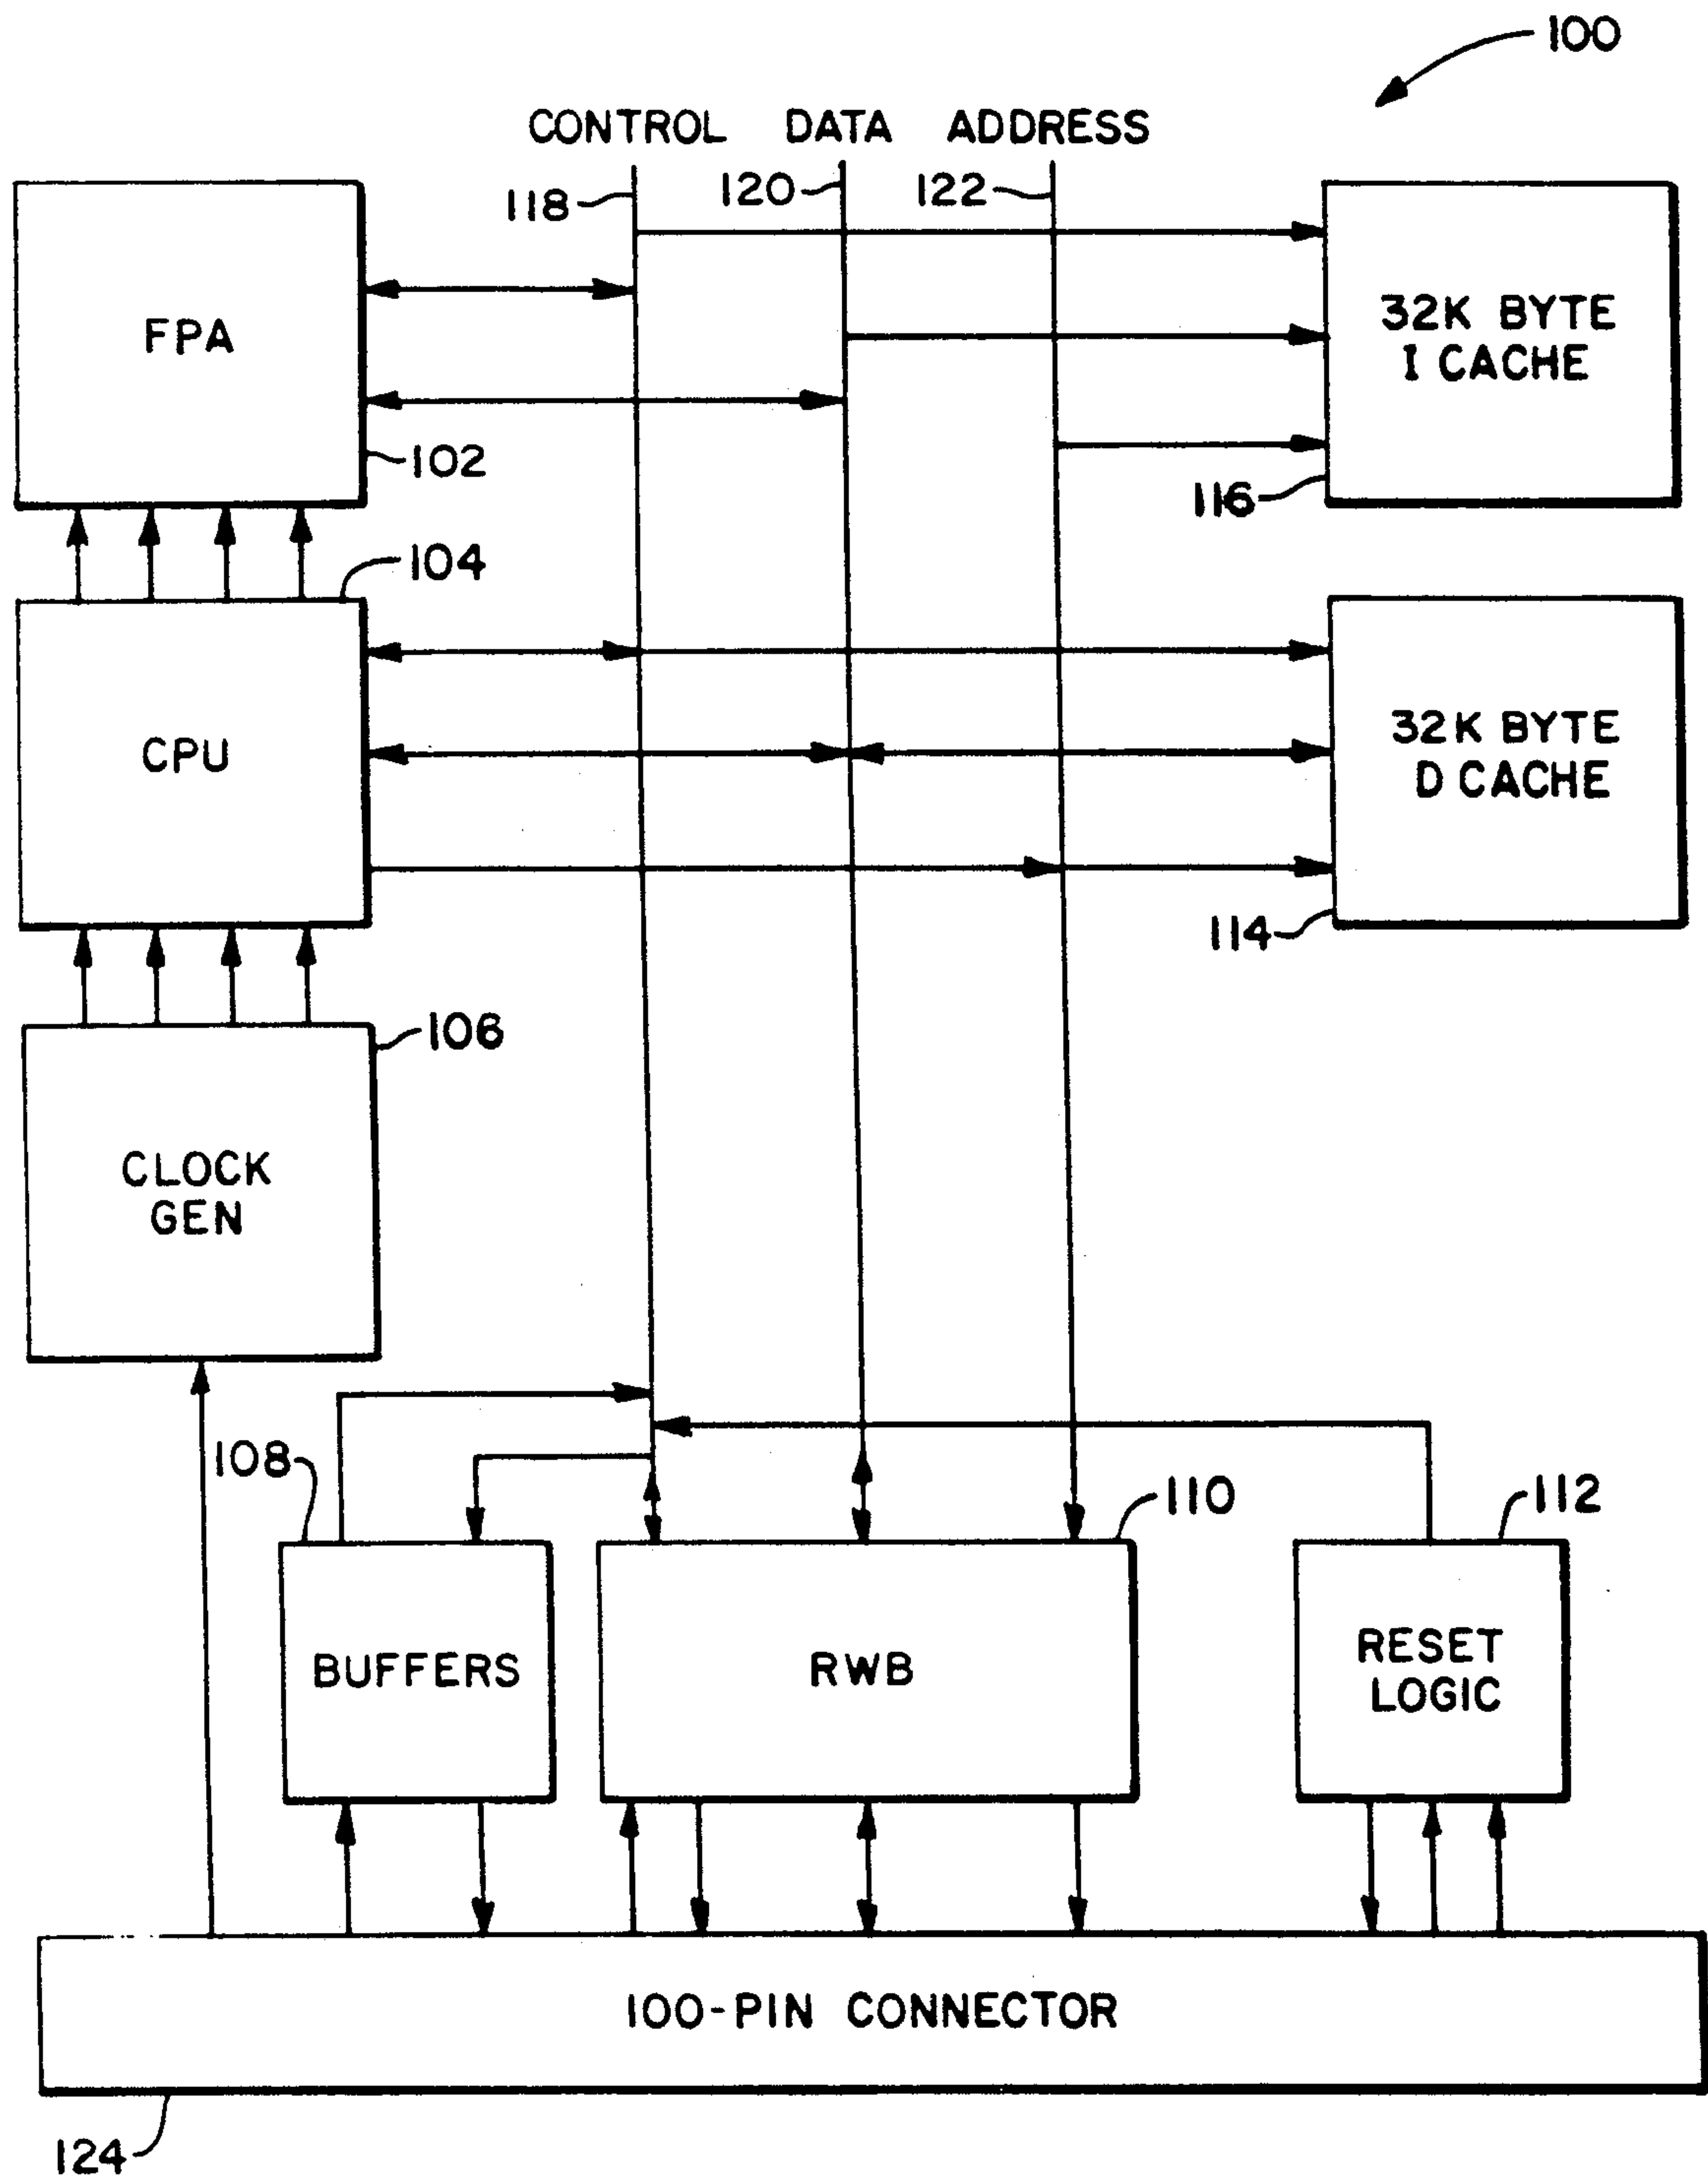 100
CONTROL DATA ADDRESS
118
120
122
FPA
32K BYTE
I CACHE
102
116
104
CPU
32K BYTE
D CACHE
114
106
CLOCK
GEN
108
110
112
BUFFERS
RWB
RESET
LOGIC
100-PIN CONNECTOR
124